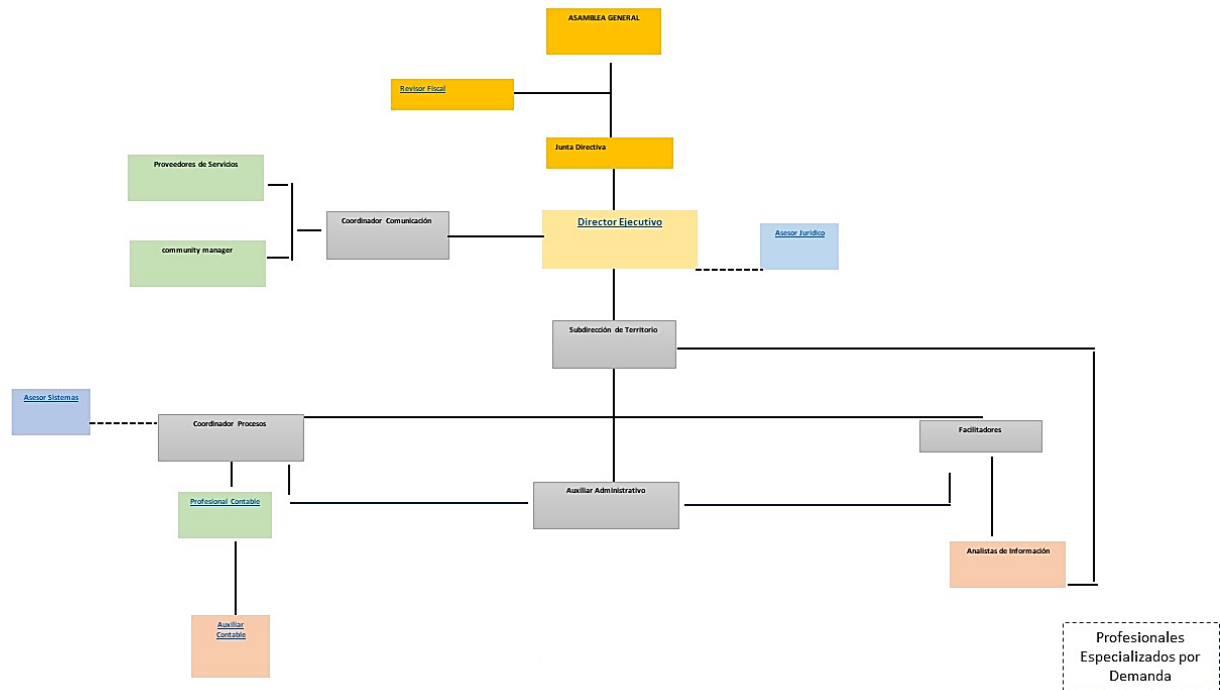 ASAMBLEA GENERAL
Revisor Fiscal
Junta Directiva
Proveedores de Servicios
Coordinador Comunicación
Director Ejecutivo
Asesor Jurídico
community manager
Subdirección de Territorio
Asesor Sistemas
Coordinador Procesos
Facilitadores
Auxiliar Administrativo
Profesional Contable
Analistas de Información
Auxiliar
Contable
Profesionales
Especializados por
Demanda